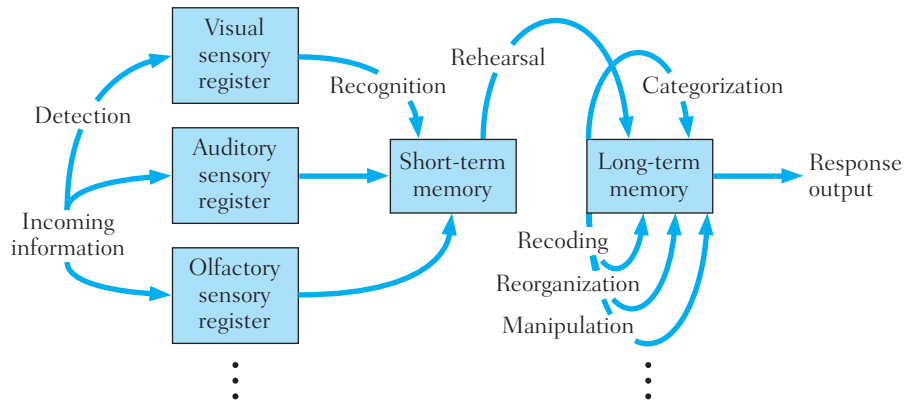 Visual
sensory
register
Rehearsal
Recognition
Categorization
Detection
Auditory
sensory
register
Short-term
memory
Long-term
memory
Response
output
Incoming
information
Olfactory
sensory
register
Recoding
Reorganization
Manipulation